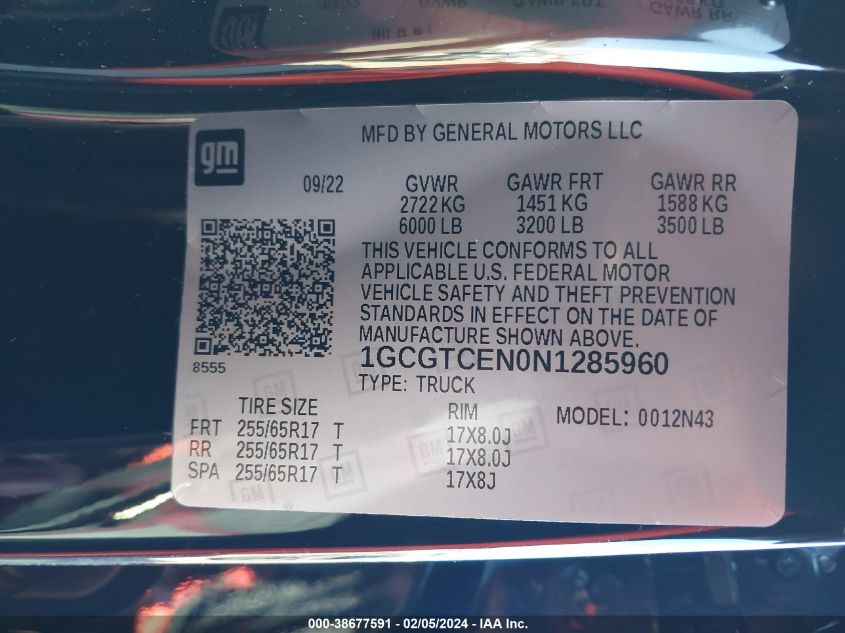 gm
MFD BY GENERAL MOTORS LLC
09/22
GVWR GAWR FRT GAWR RR
2722 KG 1451 KG 1588 KG
6000 LB 3200 LB 3500 LB
THIS VEHICLE CONFORMS TO ALL
APPLICABLE U.S. FEDERAL MOTOR
VEHICLE SAFETY AND THEFT PREVENTION
STANDARDS IN EFFECT ON THE DATE OF
MANUFACTURE SHOWN ABOVE.
8555
1GCGTCEN0N1285960
TYPE: TRUCK
TIRE SIZE RIM MODEL: 0012N43
FRT 255/65R17 T 17X8.0J
RR 255/65R17 T 17X8.0J
SPA 255/65R17 T 17X8J
000-38677591 - 02/05/2024 - IAA Inc.